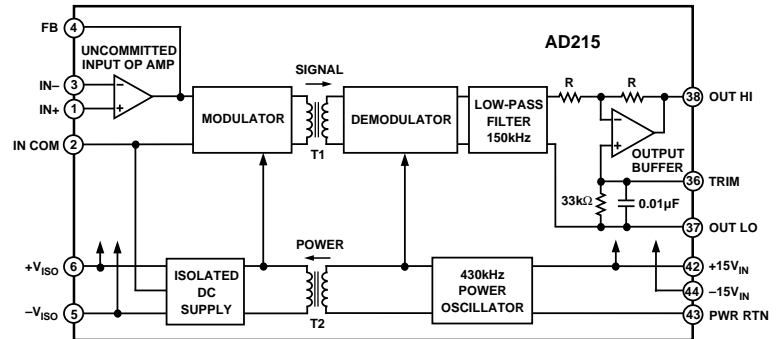 FB
4
UNCOMMITTED
INPUT OP AMP
AD215
IN–
3
–
IN+
1
+
IN COM
2
MODULATOR
SIGNAL
T1
DEMODULATOR
LOW-PASS
FILTER
150kHz
R
R
–
+
OUTPUT
BUFFER
38
OUT HI
36
TRIM
33kΩ
0.01µF
37
OUT LO
+VISO
6
–VISO
5
ISOLATED
DC
SUPPLY
POWER
T2
430kHz
POWER
OSCILLATOR
42
+15VIN
44
–15VIN
43
PWR RTN